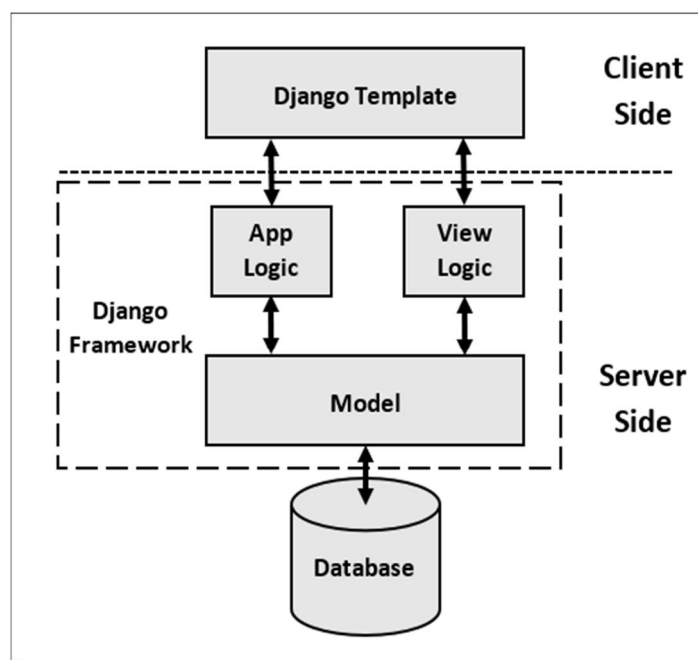 Django Template
Client
Side
App
Logic
View
Logic
Django
Framework
Model
Server
Side
Database